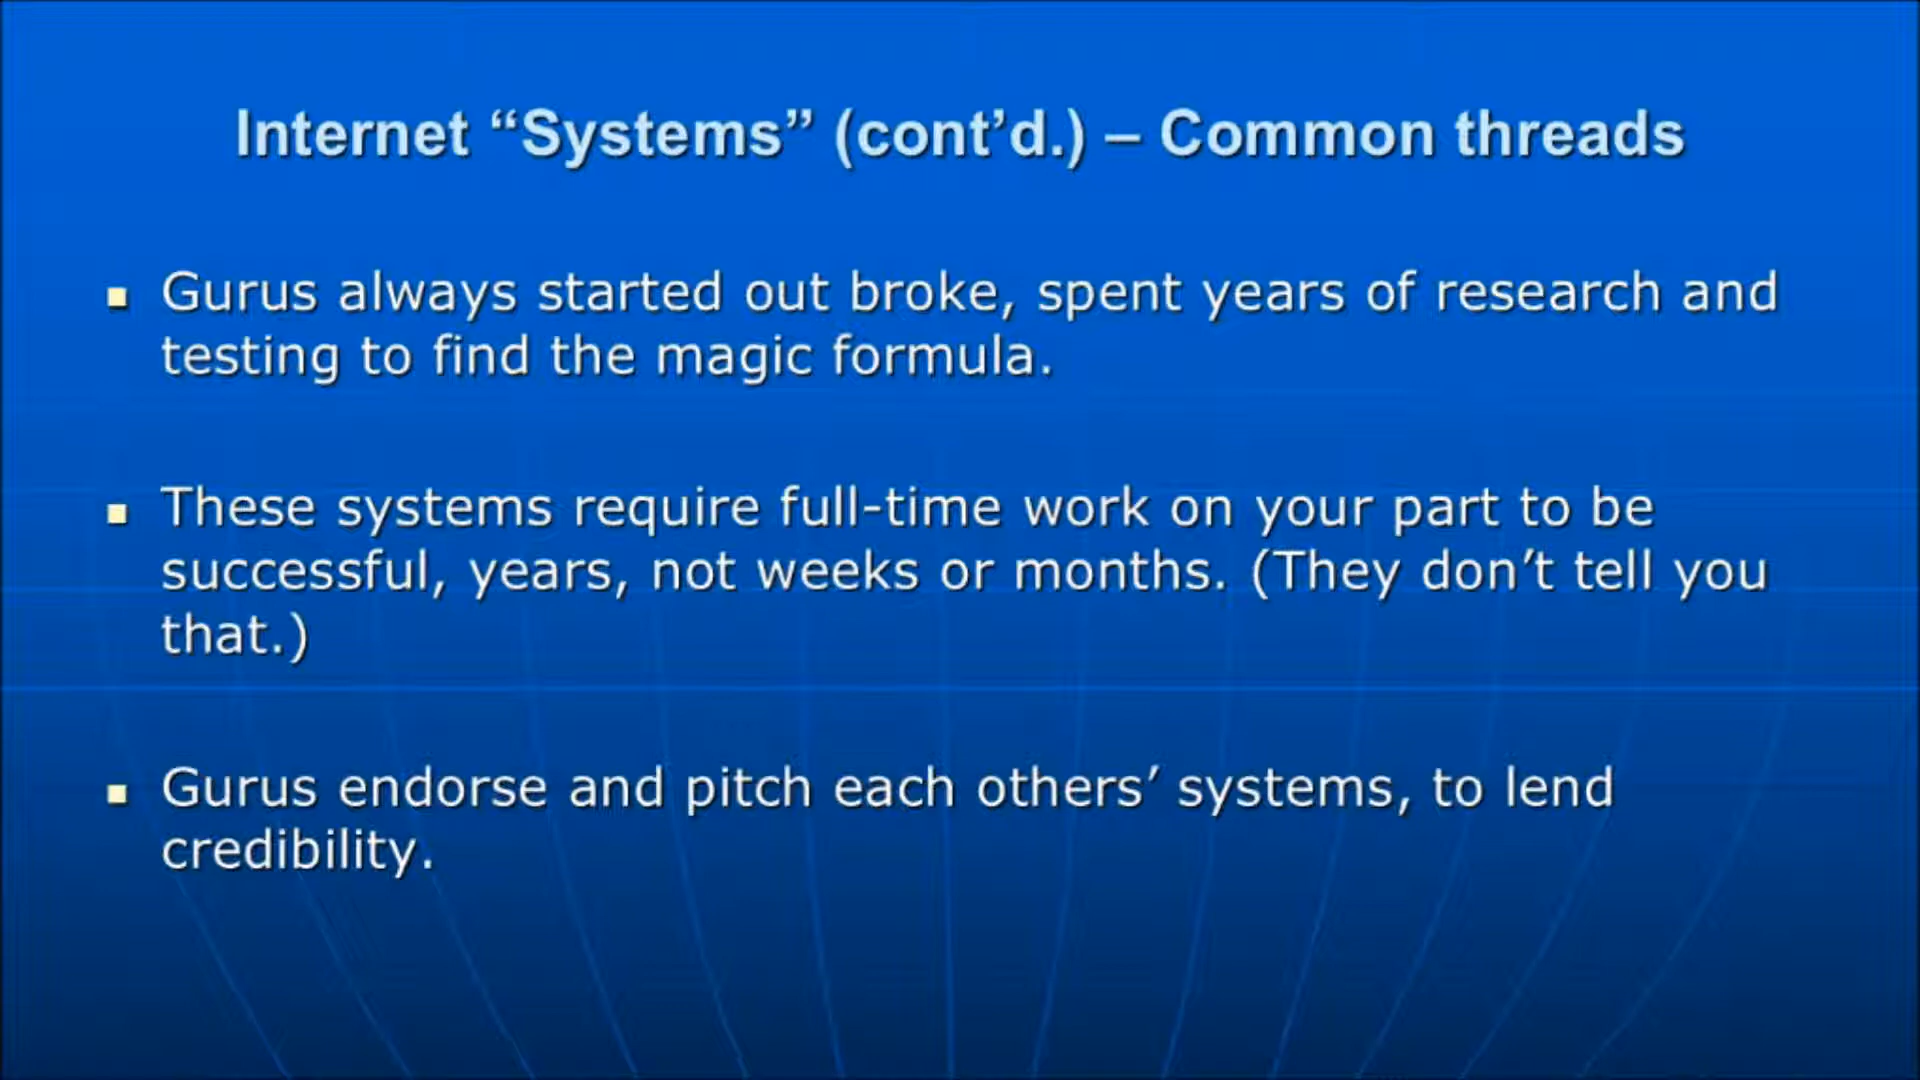 Internet “Systems” (cont’d.) – Common threads
Gurus always started out broke, spent years of research and
testing to find the magic formula.
These systems require full-time work on your part to be
successful, years, not weeks or months. (They don’t tell you
that.)
Gurus endorse and pitch each others’ systems, to lend
credibility.